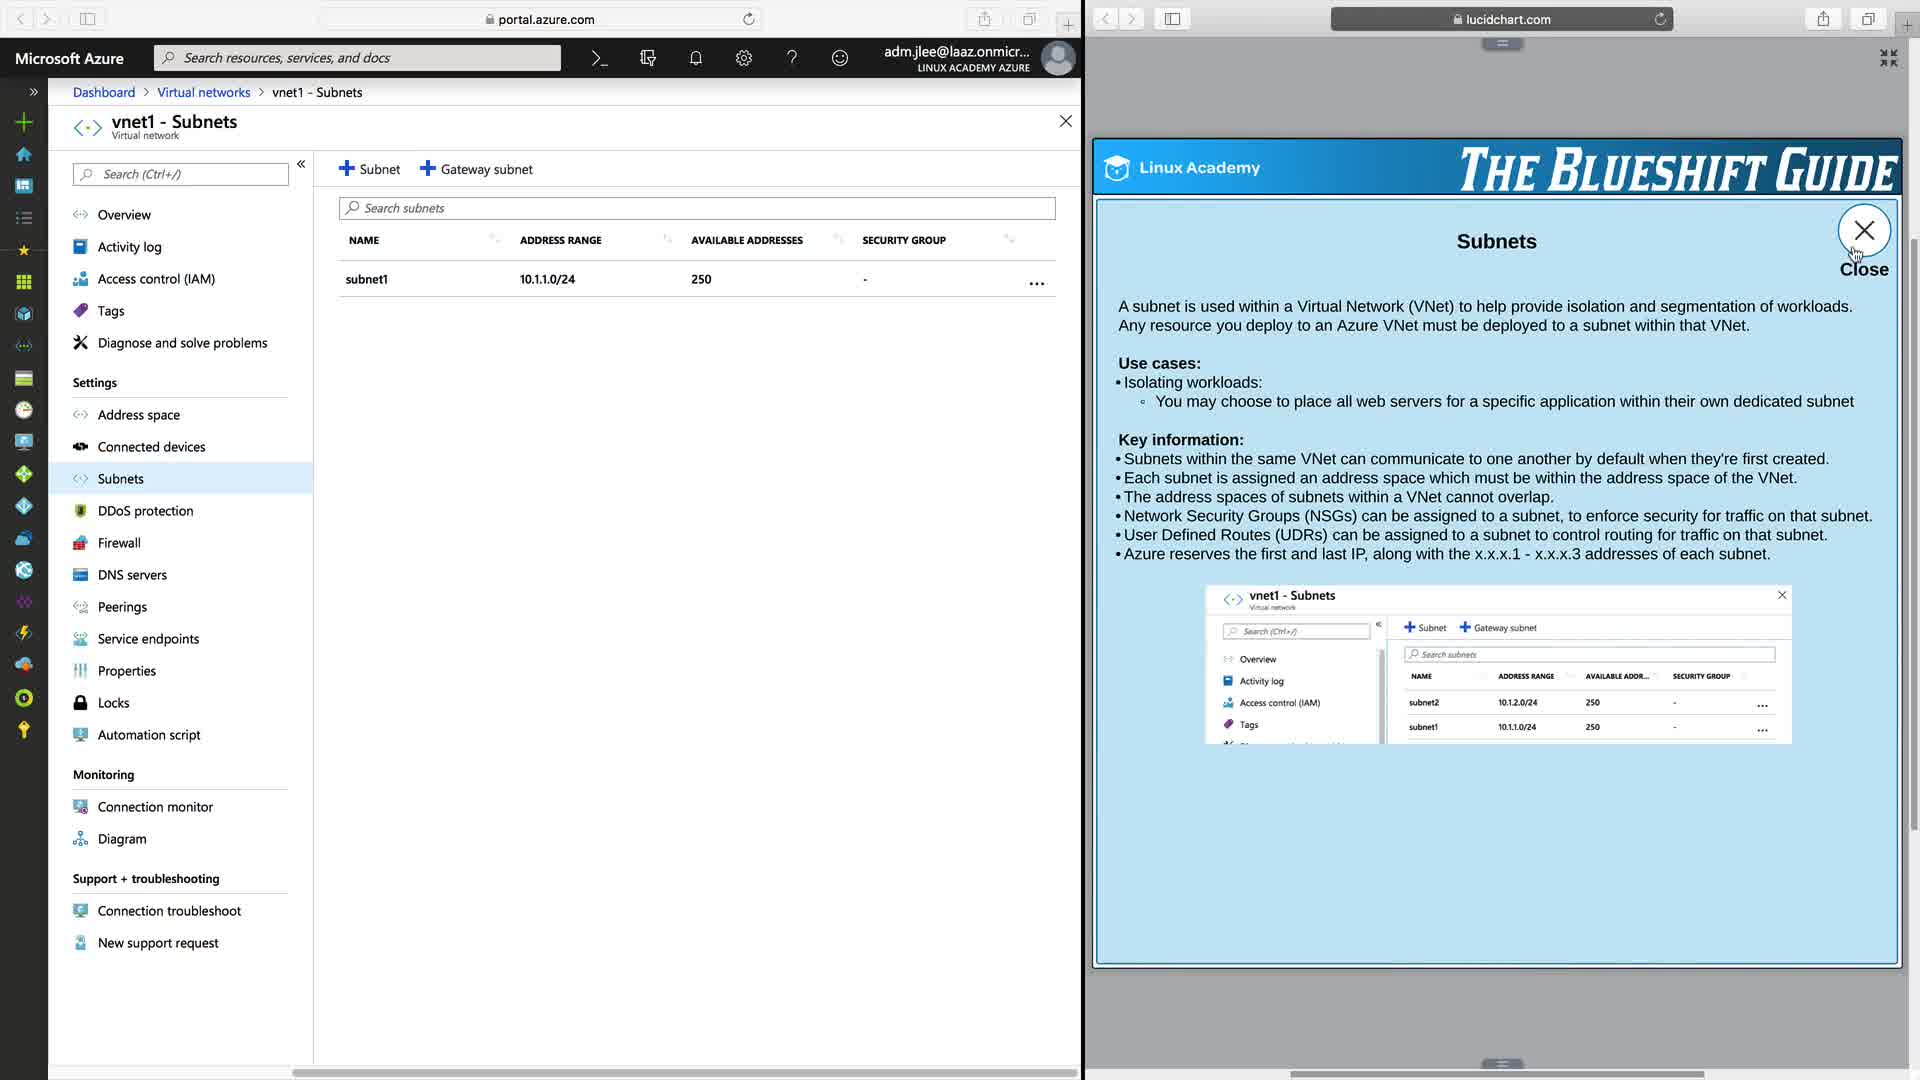 portal.azure.com
Microsoft Azure
Search resources, services, and docs
adm.jlee@laaz.onmicr...
LINUX ACADEMY AZURE
Dashboard > Virtual networks > vnet1 - Subnets
vnet1 - Subnets
Virtual network
Search (Ctrl+/)
Overview
Activity log
Access control (IAM)
Tags
Diagnose and solve problems
Settings
Address space
Connected devices
Subnets
DDoS protection
Firewall
DNS servers
Peerings
Service endpoints
Properties
Locks
Automation script
Monitoring
Connection monitor
Diagram
Support + troubleshooting
Connection troubleshoot
New support request
Subnet Gateway subnet
Search subnets
NAME ADDRESS RANGE AVAILABLE ADDRESSES SECURITY GROUP
subnet1 10.1.1.0/24 250 - ...
lucidchart.com
Linux Academy
THE BLUESHIFT GUIDE
Subnets
Close
A subnet is used within a Virtual Network (VNet) to help provide isolation and segmentation of workloads.
Any resource you deploy to an Azure VNet must be deployed to a subnet within that VNet.
Use cases:
• Isolating workloads:
◦ You may choose to place all web servers for a specific application within their own dedicated subnet
Key information:
• Subnets within the same VNet can communicate to one another by default when they're first created.
• Each subnet is assigned an address space which must be within the address space of the VNet.
• The address spaces of subnets within a VNet cannot overlap.
• Network Security Groups (NSGs) can be assigned to a subnet, to enforce security for traffic on that subnet.
• User Defined Routes (UDRs) can be assigned to a subnet to control routing for traffic on that subnet.
• Azure reserves the first and last IP, along with the x.x.x.1 - x.x.x.3 addresses of each subnet.
vnet1 - Subnets
Virtual network
Search (Ctrl+/)
Overview
Activity log
Access control (IAM)
Tags
Subnet Gateway subnet
Search subnets
NAME ADDRESS RANGE AVAILABLE ADDR... SECURITY GROUP
subnet2 10.1.2.0/24 250 - ...
subnet1 10.1.1.0/24 250 - ...